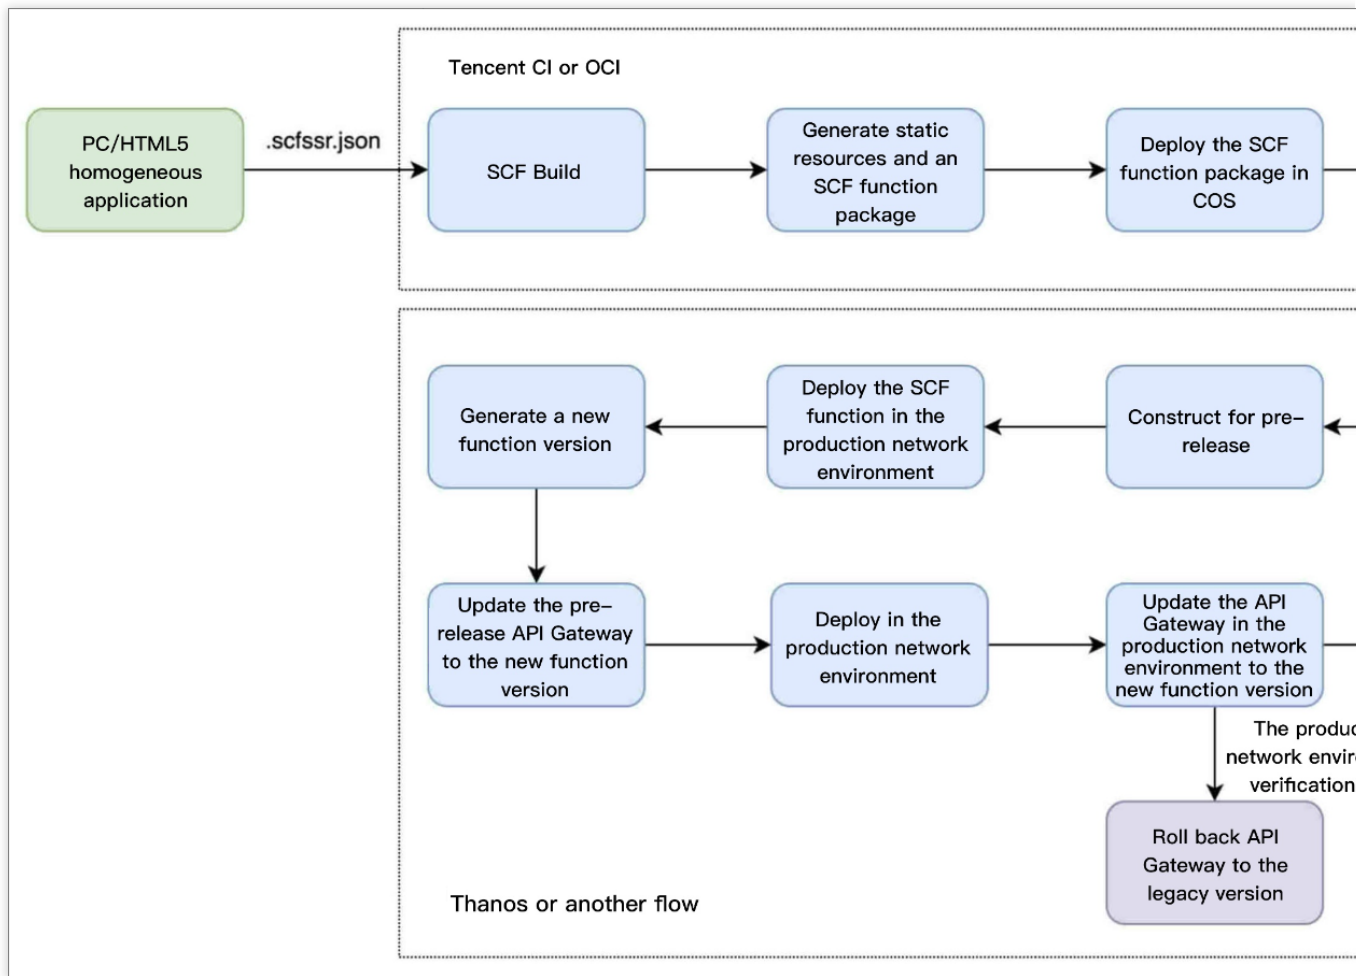 Tencent CI or OCI
PC/HTML5
homogeneous
application
.scfssr.json
SCF Build
Generate static
resources and an
SCF function
package
Deploy the SCF
function package in
COS
Generate a new
function version
Deploy the SCF
function in the
production network
environment
Construct for pre–
release
Update the pre–
release API Gateway
to the new function
version
Deploy in the
production network
environment
Update the API
Gateway in the
production network
environment to the
new function version
The
network
verification
Roll back API
Gateway to the
legacy version
Thanos or another flow